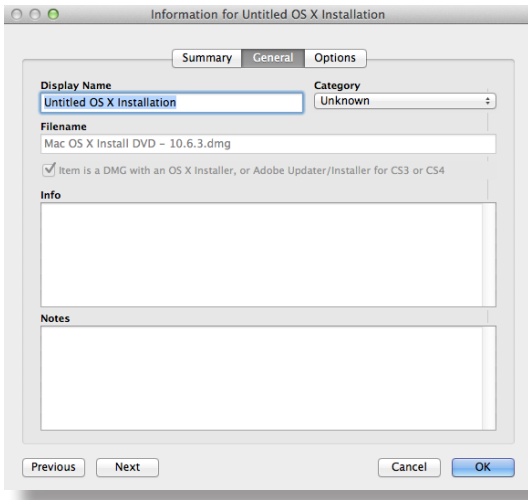 Information for Untitled OS X Installation
Summary General Options
Display Name Category
Untitled OS X Installation Unknown
Filename
Mac OS X Install DVD – 10.6.3.dmg
Item is a DMG with an OS X Installer, or Adobe Updater/Installer for CS3 or CS4
Info
Notes
Previous Next Cancel OK